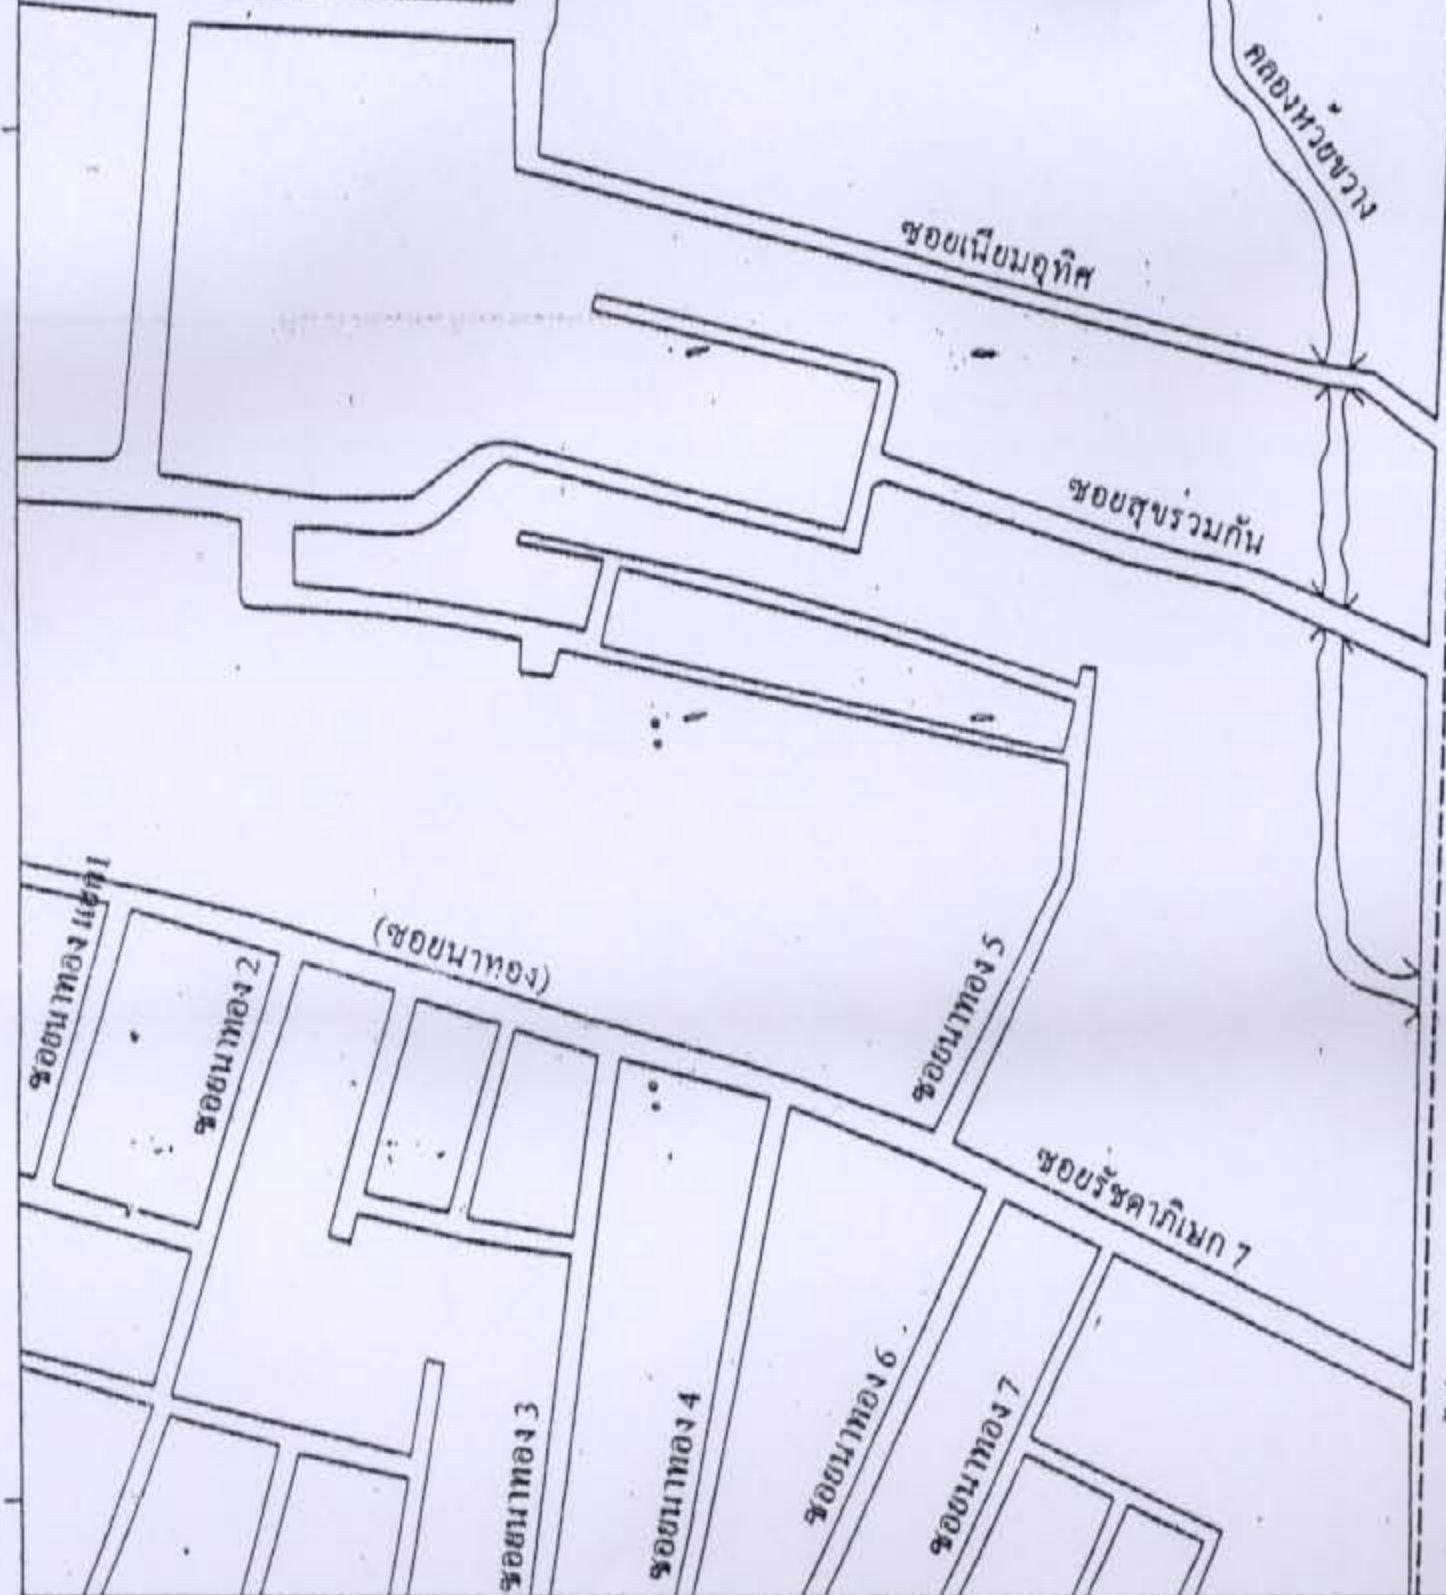 คลองห้วยขวาง
ซอยเนียมอุทิศ
ซอยสุขร่วมกัน
ซอยนาทอง แยก1
ซอยนาทอง 2
(ซอยนาทอง)
ซอยนาทอง 5
ซอยรัชดาภิเษก 7
ซอยนาทอง 3
ซอยนาทอง 4
ซอยนาทอง 6
ซอยนาทอง 7